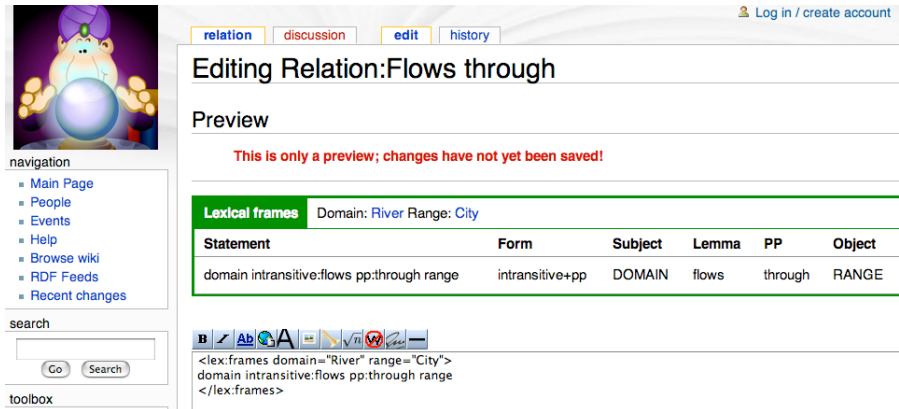 Log in / create account
relation discussion edit history
Editing Relation:Flows through
Preview
This is only a preview; changes have not yet been saved!
navigation
Main Page
People
Events
Help
Browse wiki
RDF Feeds
Recent changes
search
Go Search
toolbox
Lexical frames Domain: River Range: City
Statement Form Subject Lemma PP Object
domain intransitive:flows pp:through range intransitive+pp DOMAIN flows through RANGE
B I Ab A √n W
<lex:frames domain="River" range="City">
domain intransitive:flows pp:through range
</lex:frames>